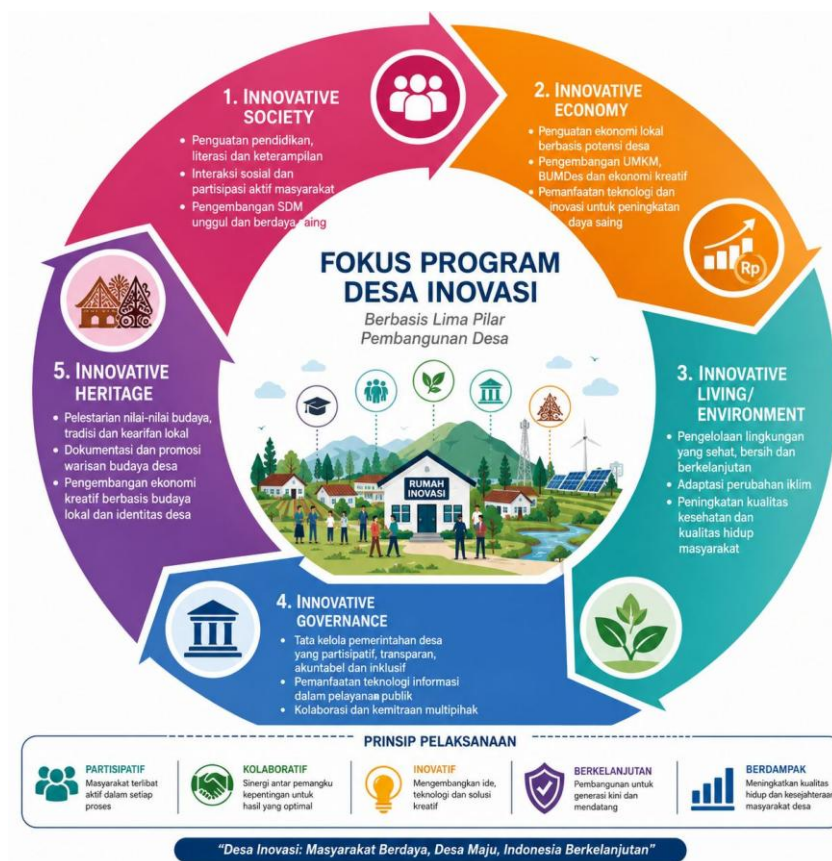 1. INNOVATIVE
SOCIETY
• Penguatan pendidikan,
literasi dan keterampilan
• Interaksi sosial dan
partisipasi aktif masyarakat
• Pengembangan SDM
unggul dan berdaya saing
2. INNOVATIVE
ECONOMY
• Penguatan ekonomi lokal
berbasis potensi desa
• Pengembangan UMKM,
BUMDes dan ekonomi kreatif
• Pemanfaatan teknologi dan
inovasi untuk peningkatan
daya saing
Rp
FOKUS PROGRAM
DESA INOVASI
Berbasis Lima Pilar
Pembangunan Desa
RUMAH
INOVASI
3. INNOVATIVE
LIVING/
ENVIRONMENT
• Pengelolaan lingkungan
yang sehat, bersih dan
berkelanjutan
• Adaptasi perubahan iklim
• Peningkatan kualitas
kesehatan dan
kualitas hidup
masyarakat
4. INNOVATIVE
GOVERNANCE
• Tata kelola pemerintahan desa
yang partisipatif, transparan,
akuntabel dan inklusif
• Pemanfaatan teknologi informasi
dalam pelayanan publik
• Kolaborasi dan kemitraan multipihak
5. INNOVATIVE
HERITAGE
• Pelestarian nilai-nilai budaya,
tradisi dan kearifan lokal
• Dokumentasi dan promosi
warisan budaya desa
• Pengembangan ekonomi
kreatif berbasis budaya
lokal dan identitas desa
PRINSIP PELAKSANAAN
PARTISIPATIF
Masyarakat terlibat
aktif dalam setiap
proses
KOLABORATIF
Sinergi antar pemangku
kepentingan untuk
hasil yang optimal
INOVATIF
Mengembangkan ide,
teknologi dan solusi
kreatif
BERKELANJUTAN
Pembangunan untuk
generasi kini dan
mendatang
BERDAMPAK
Meningkatkan kualitas
hidup dan kesejahteraan
masyarakat desa
"Desa Inovasi: Masyarakat Berdaya, Desa Maju, Indonesia Berkelanjutan"